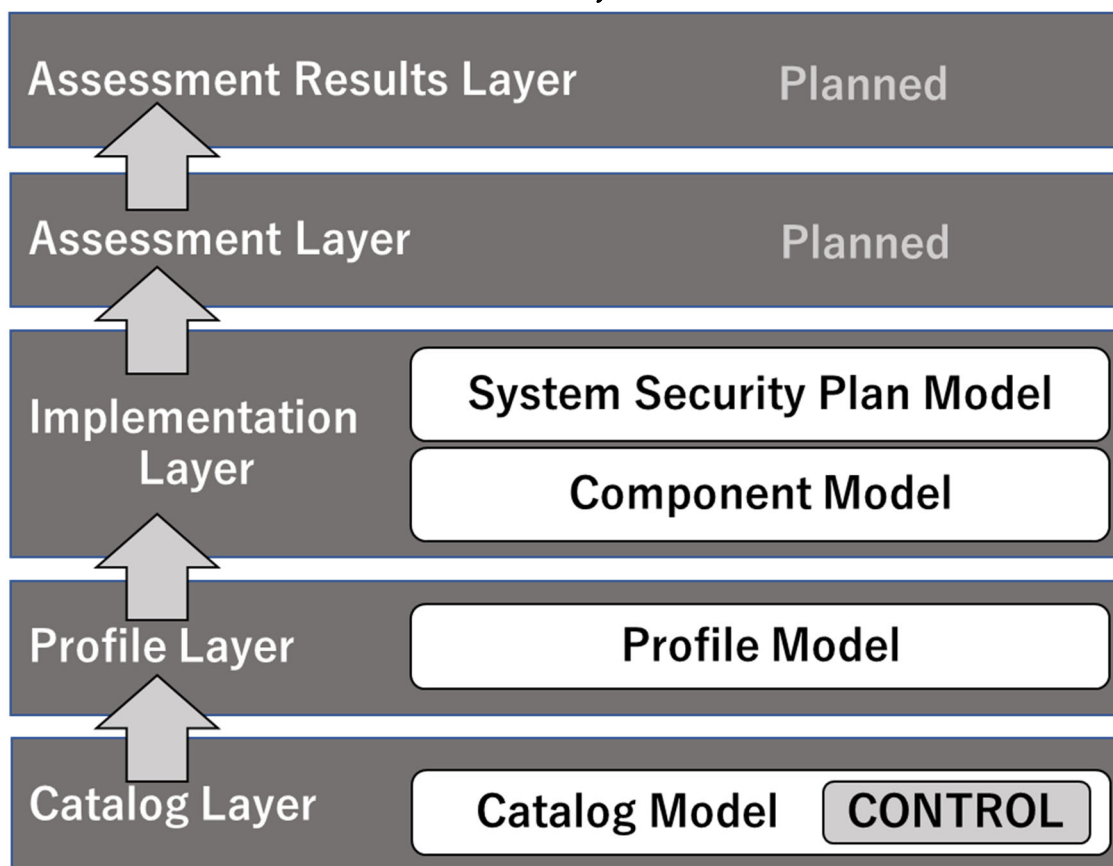 Assessment Results Layer
Planned
Assessment Layer
Planned
Implementation
Layer
System Security Plan Model
Component Model
Profile Layer
Profile Model
Catalog Layer
Catalog Model
CONTROL